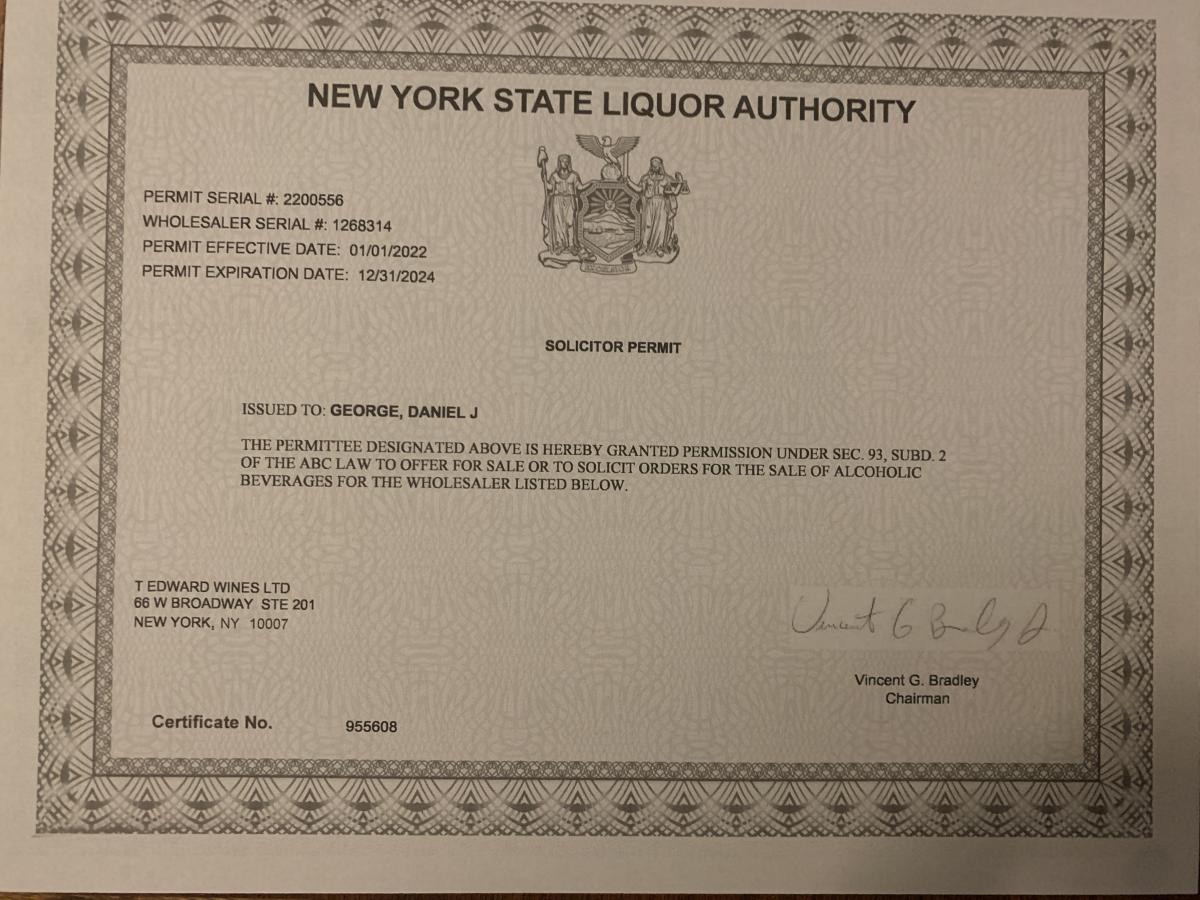 NEW YORK STATE LIQUOR AUTHORITY
PERMIT SERIAL #: 2200556
WHOLESALER SERIAL #: 1268314
PERMIT EFFECTIVE DATE: 01/01/2022
PERMIT EXPIRATION DATE: 12/31/2024
EXCELSIOR
SOLICITOR PERMIT
ISSUED TO: GEORGE, DANIEL J
THE PERMITTEE DESIGNATED ABOVE IS HEREBY GRANTED PERMISSION UNDER SEC. 93, SUBD. 2
OF THE ABC LAW TO OFFER FOR SALE OR TO SOLICIT ORDERS FOR THE SALE OF ALCOHOLIC
BEVERAGES FOR THE WHOLESALER LISTED BELOW.
T EDWARD WINES LTD
66 W BROADWAY STE 201
NEW YORK, NY 10007
Vincent G Bradley
Vincent G. Bradley
Chairman
Certificate No. 955608